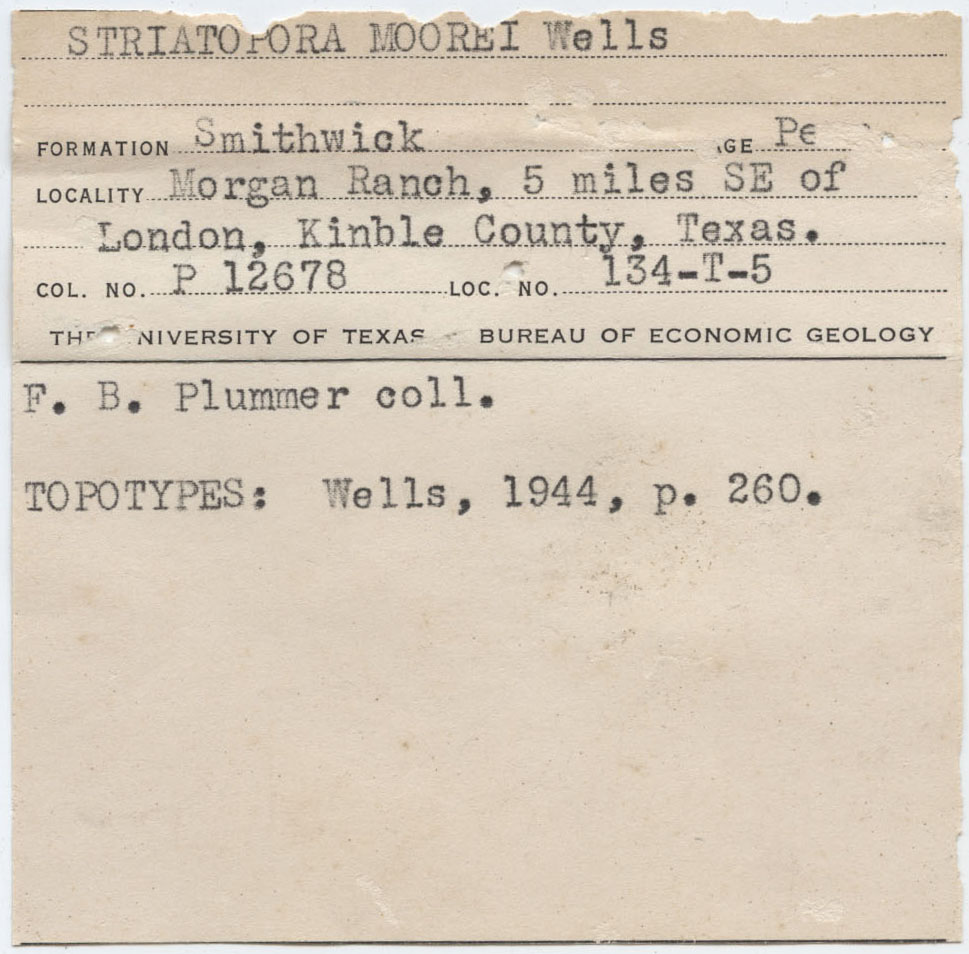 STRIATOPORA MOOREI Wells
FORMATION Smithwick AGE
LOCALITY Morgan Ranch, 5 miles SE of
London, Kinble County, Texas.
COL. NO. P 12678 LOC. NO. 134-T-5
THE UNIVERSITY OF TEXAS BUREAU OF ECONOMIC GEOLOGY
F. B. Plummer coll.
TOPOTYPES: Wells, 1944, p. 260.